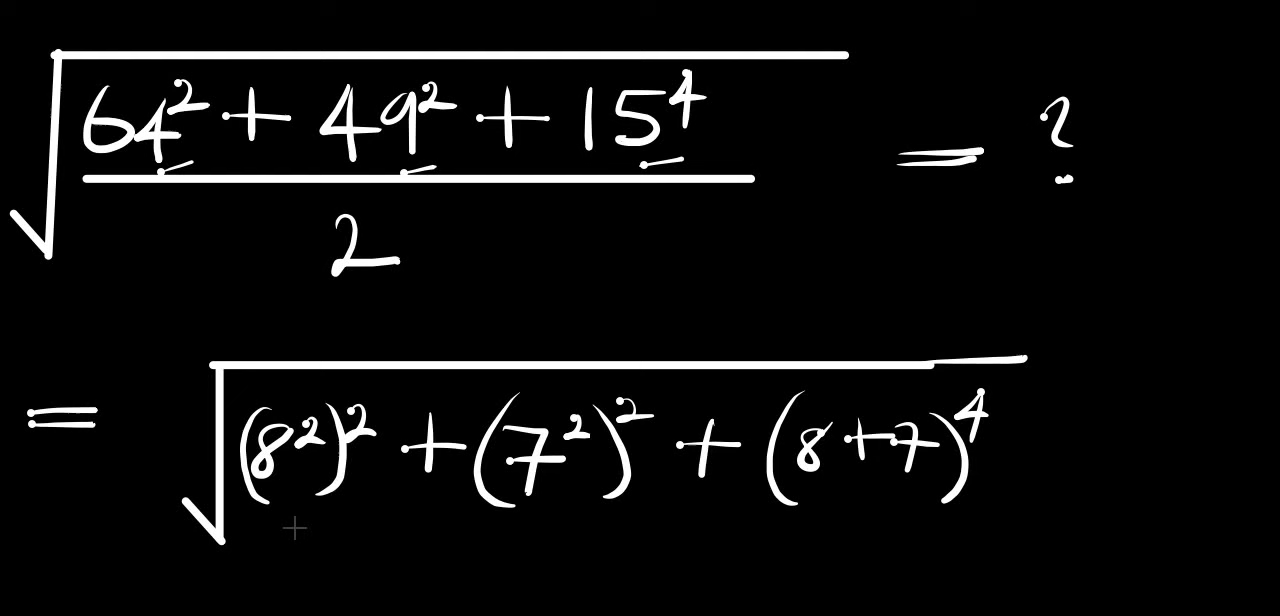 √((64² + 49² + 15⁴) / 2) = ?
= √((8²)² + (7²)² + (8+7)⁴)